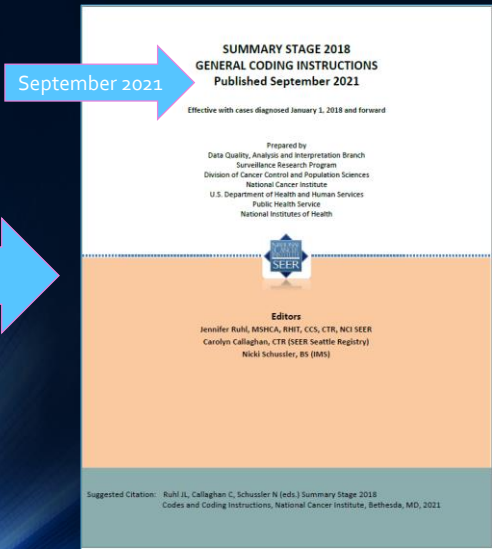 SUMMARY STAGE 2018
GENERAL CODING INSTRUCTIONS
Published September 2021
September 2021
Effective with cases diagnosed January 1, 2018 and forward
Prepared by
Data Quality, Analysis and Interpretation Branch
Surveillance Research Program
Division of Cancer Control and Population Sciences
National Cancer Institute
U.S. Department of Health and Human Services
Public Health Service
National Institutes of Health
SEER
Editors
Jennifer Ruhl, MSHCA, RHIT, CCS, CTR, NCI SEER
Carolyn Callaghan, CTR (SEER Seattle Registry)
Nicki Schussler, BS (IMS)
Suggested Citation: Ruhl JL, Callaghan C, Schussler N (eds.) Summary Stage 2018
Codes and Coding Instructions, National Cancer Institute, Bethesda, MD, 2021